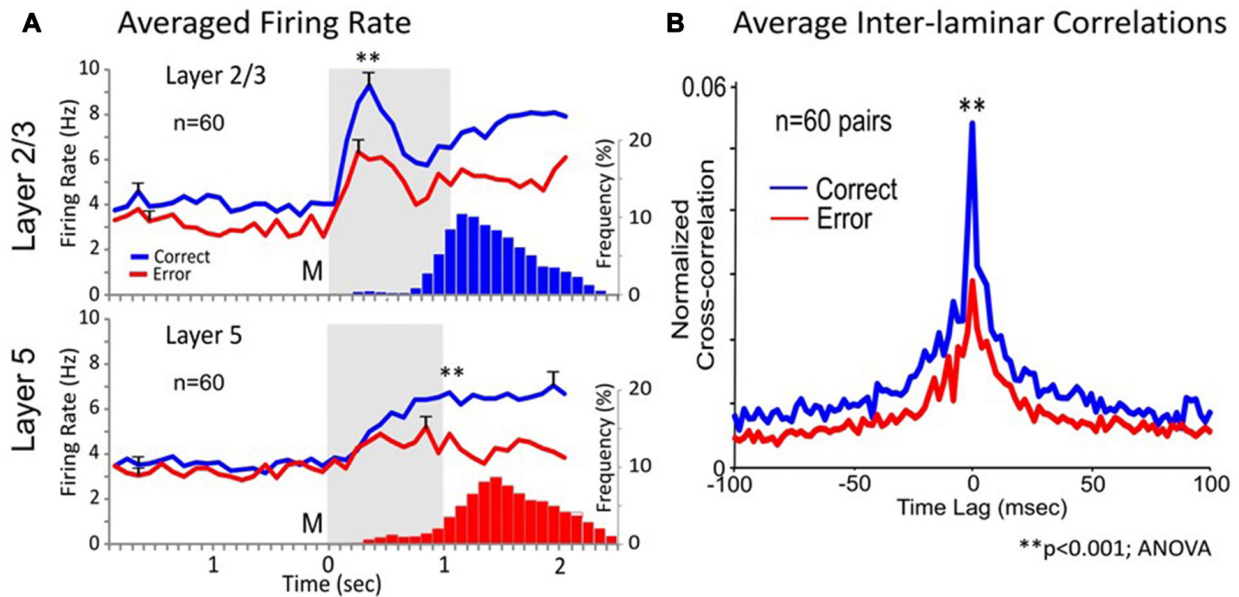 A Averaged Firing Rate
Layer 2/3
Firing Rate (Hz)
10
8
6
4
2
0
Layer 2/3
n=60
**
Correct
Error
M
Frequency (%)
20
10
0
Layer 5
Firing Rate (Hz)
10
8
6
4
2
0
Layer 5
n=60
**
M
Frequency (%)
20
10
0
1 0 1 2
Time (sec)
B Average Inter-laminar Correlations
Normalized
Cross-correlation
0.06
0
**
n=60 pairs
Correct
Error
-100 -50 0 50 100
Time Lag (msec)
**p<0.001; ANOVA